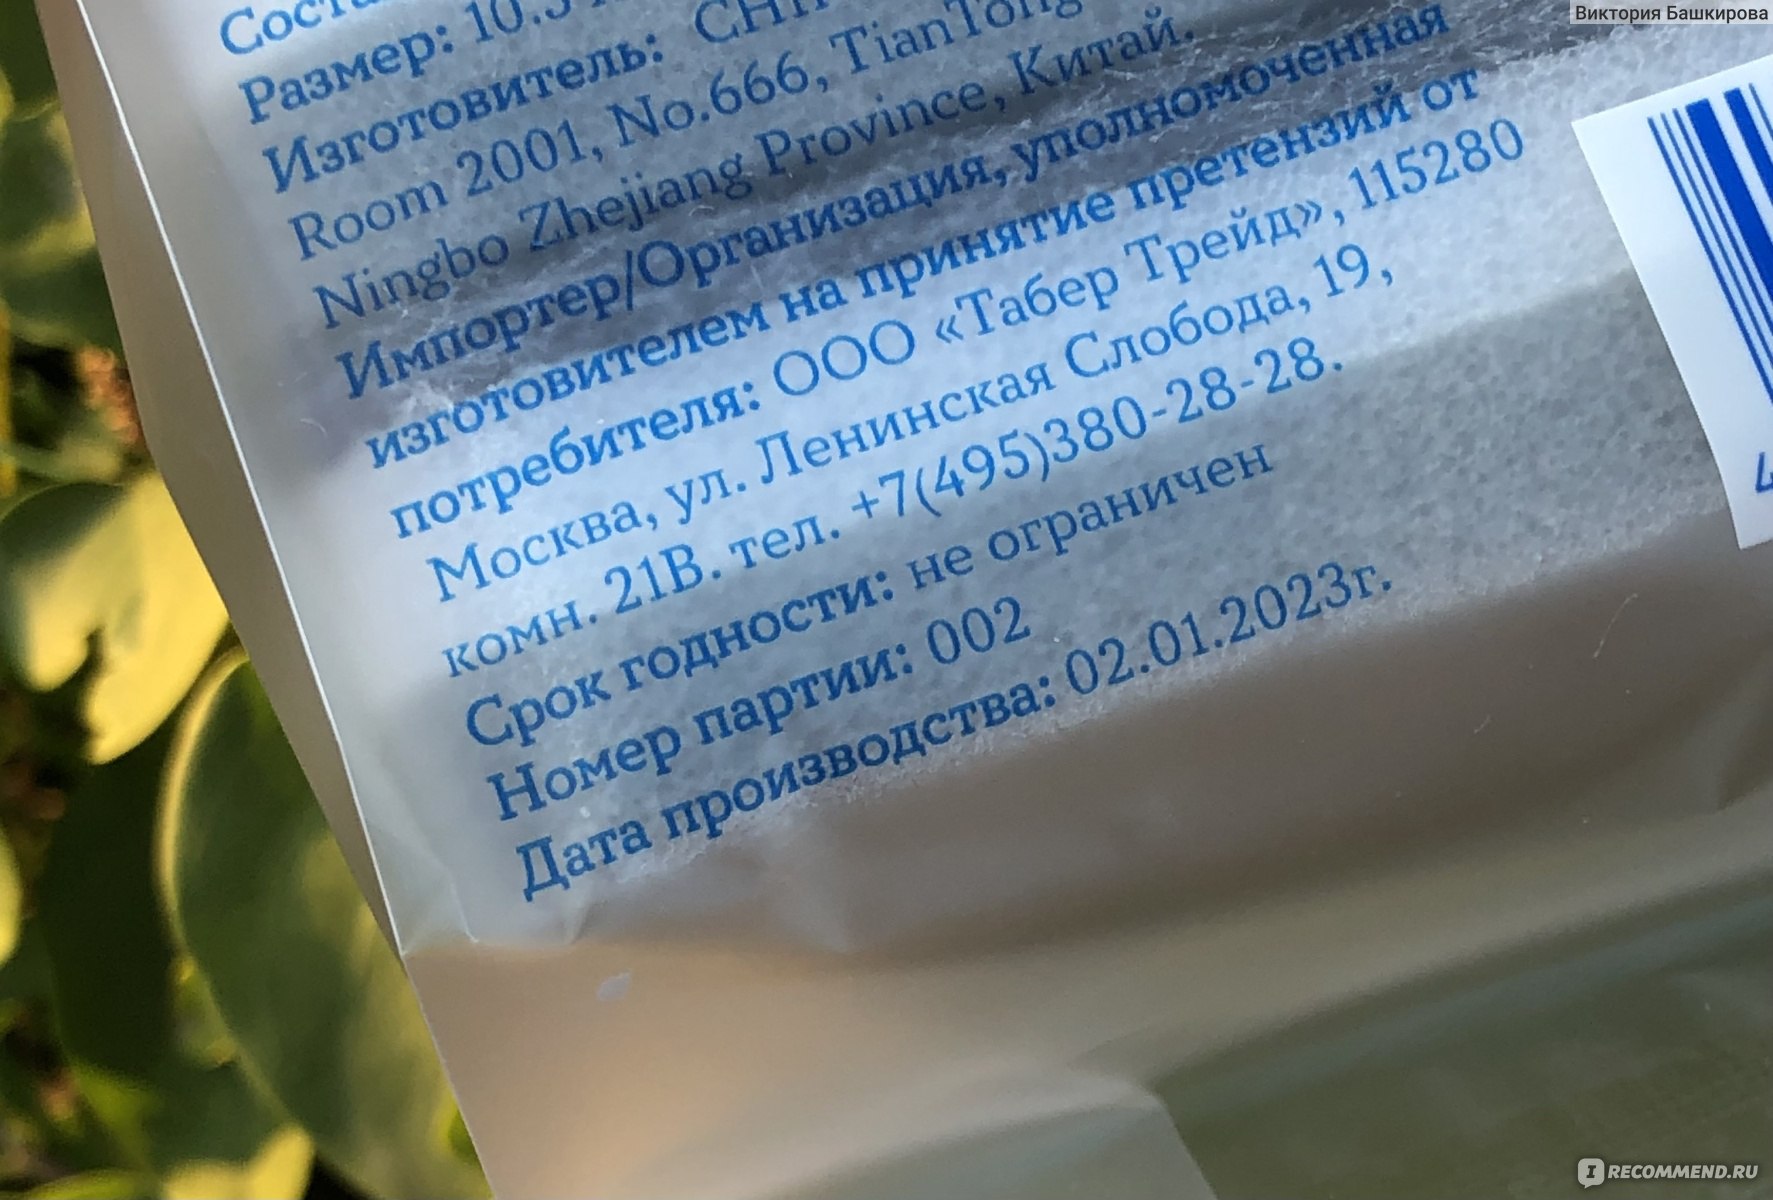 Виктория Башкирова
Размер: 10.5
Изготовитель:
Room 2001, No.666, TianTong
Ningbo Zhejiang Province, Китай.
Импортер/Организация, уполномоченная
изготовителем на принятие претензий от
потребителя: ООО «Табер Трейд», 115280
Москва, ул. Ленинская Слобода, 19,
комн. 21В. тел. +7(495)380-28-28.
Срок годности: не ограничен
Номер партии: 002
Дата производства: 02.01.2023г.
4
IRECOMMEND.RU